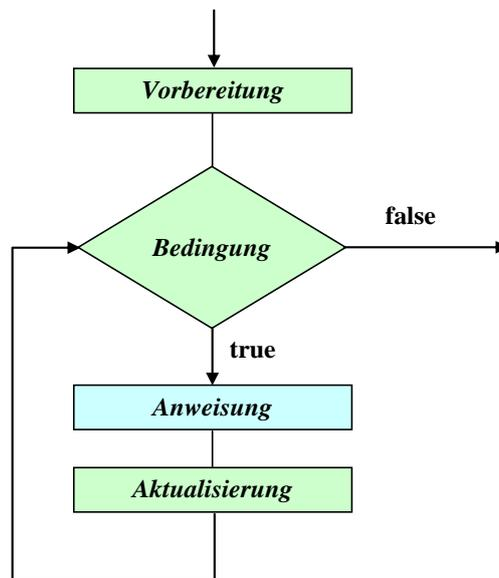 Vorbereitung
Bedingung
false
true
Anweisung
Aktualisierung